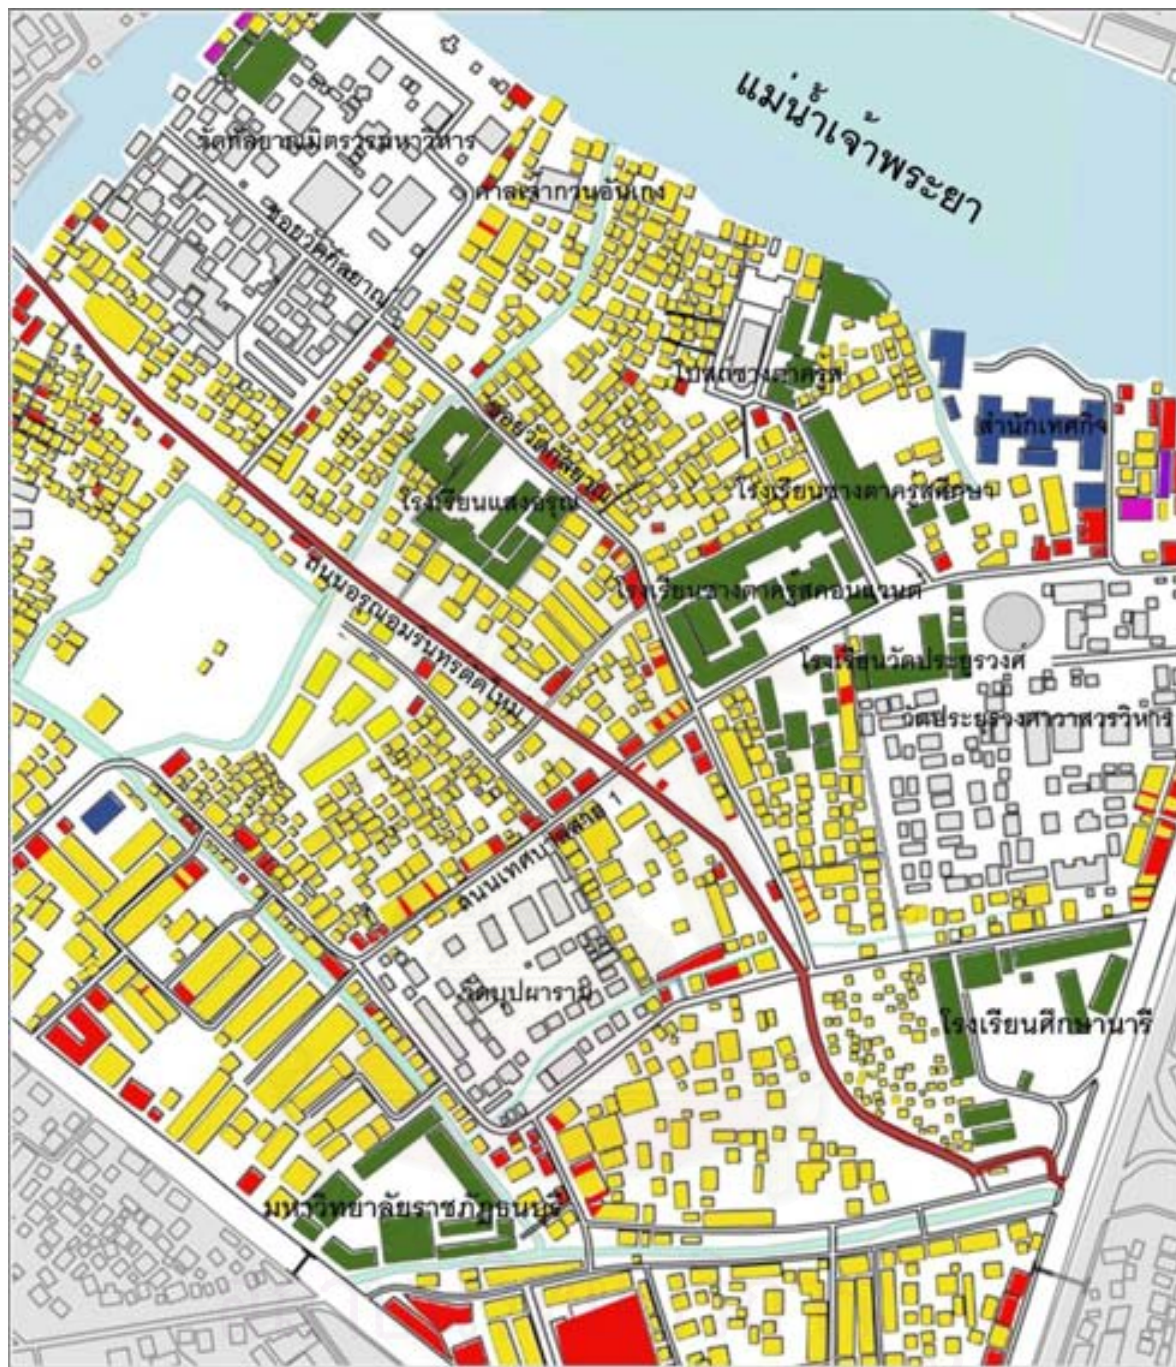 แม่น้ำเจ้าพระยา
วัดกัลยาณมิตรวรมหาวิหาร
ศาลเจ้ากวนอันเกง
ซอยวัดกัลยาณ์
โบสถ์ซางตาครูส
ซอยวัดกัลยาณ์
สำนักเทศกิจ
โรงเรียนแสงอรุณ
โรงเรียนซางตาครู้สศึกษา
ถนนอรุณอมรินทรตัดใหม่
โรงเรียนซางตาครู้สคอนแวนต์
โรงเรียนวัดประยูรวงศ์
วัดประยูรวงศาวาสวรวิหาร
ถนนเทศบาลสาย 1
วัดบุปผาราม
โรงเรียนศึกษานารี
มหาวิทยาลัยราชภัฏธนบุรี